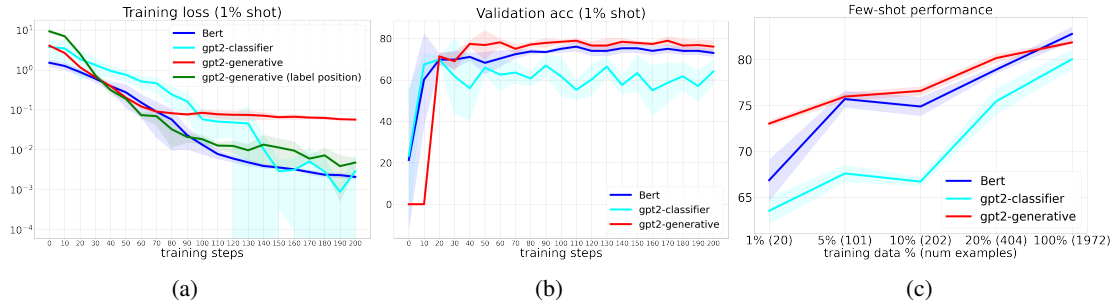 Training loss (1% shot)
10¹
10⁰
10⁻¹
10⁻²
10⁻³
10⁻⁴
Bert
gpt2-classifier
gpt2-generative
gpt2-generative (label position)
0 10 20 30 40 50 60 70 80 90 100 110 120 130 140 150 160 170 180 190 200
training steps
(a)
Validation acc (1% shot)
80
60
40
20
0
Bert
gpt2-classifier
gpt2-generative
0 10 20 30 40 50 60 70 80 90 100 110 120 130 140 150 160 170 180 190 200
training steps
(b)
Few-shot performance
80
75
70
65
Bert
gpt2-classifier
gpt2-generative
1% (20) 5% (101) 10% (202) 20% (404) 100% (1972)
training data % (num examples)
(c)